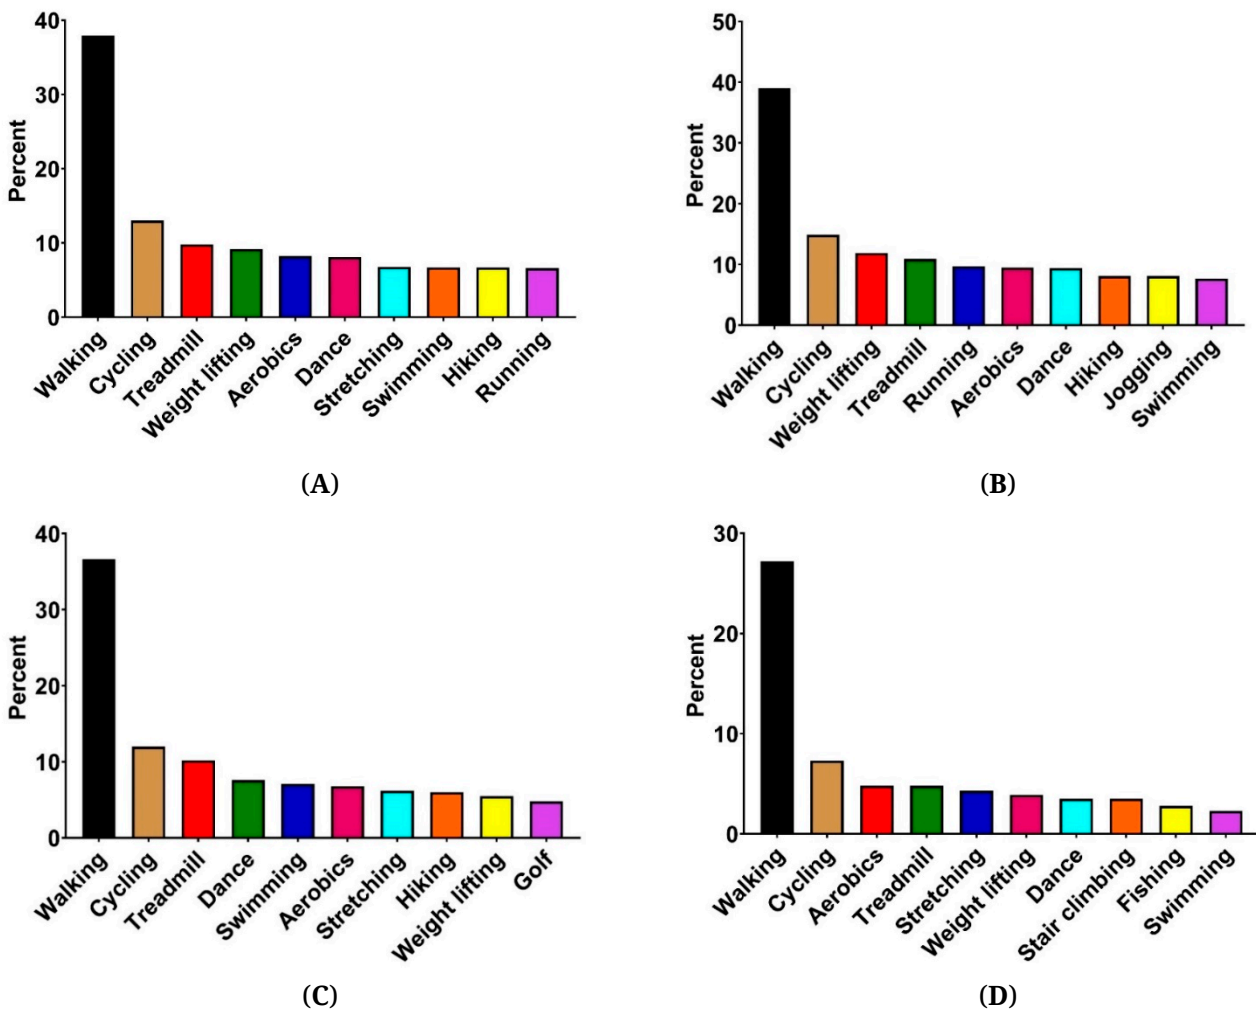 40
30
20
10
0
Percent
Walking
Cycling
Treadmill
Weight lifting
Aerobics
Dance
Stretching
Swimming
Hiking
Running
(A)
50
40
30
20
10
0
Percent
Walking
Cycling
Weight lifting
Treadmill
Running
Aerobics
Dance
Hiking
Jogging
Swimming
(B)
40
30
20
10
0
Percent
Walking
Cycling
Treadmill
Dance
Swimming
Aerobics
Stretching
Hiking
Weight lifting
Golf
(C)
30
20
10
0
Percent
Walking
Cycling
Aerobics
Treadmill
Stretching
Weight lifting
Dance
Stair climbing
Fishing
Swimming
(D)